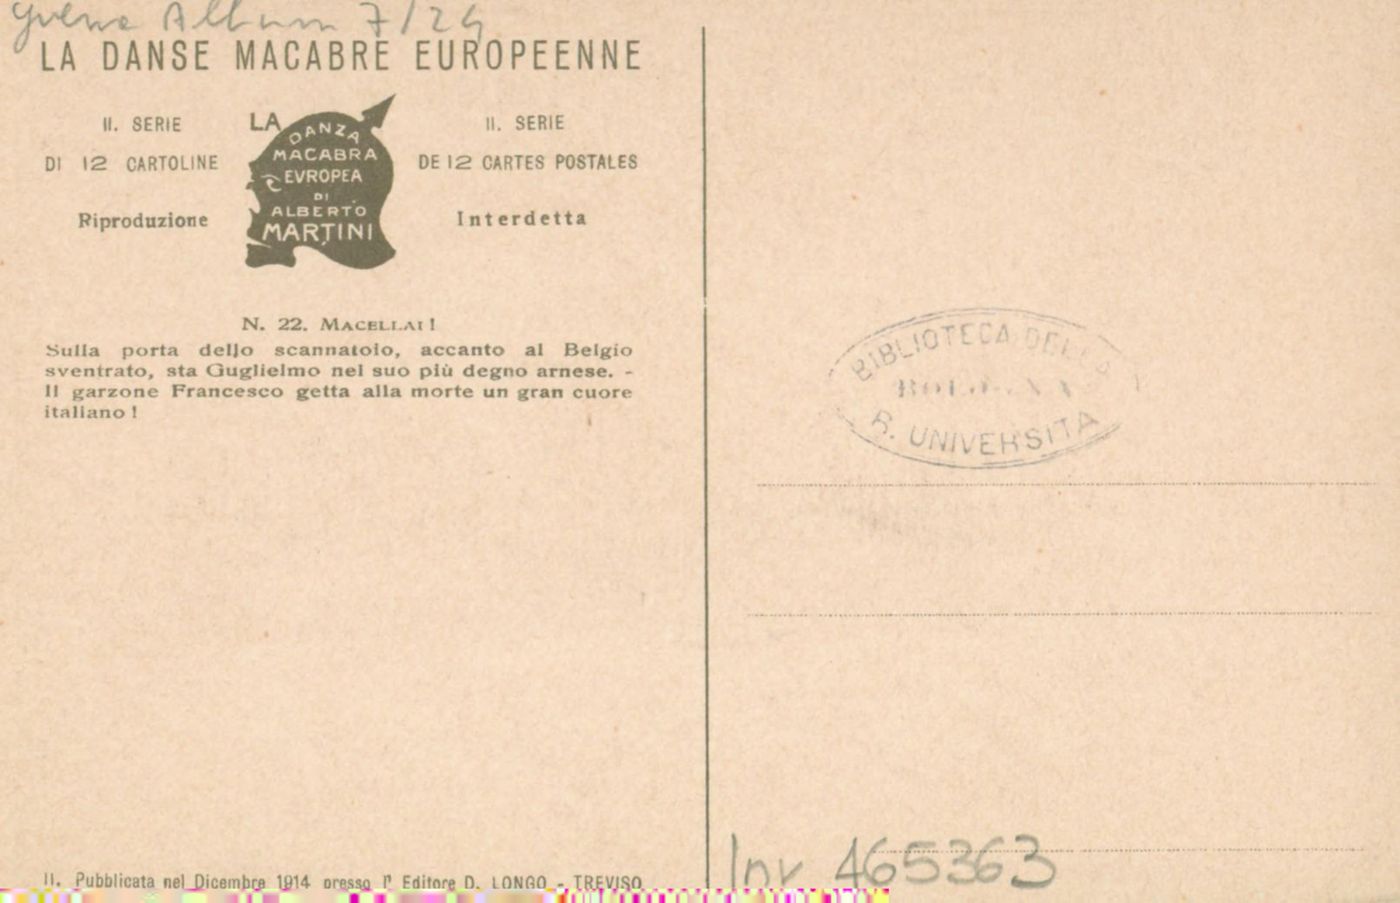 Album 7/24
LA DANSE MACABRE EUROPEENNE
II. SERIE
DI 12 CARTOLINE
Riproduzione
LA
DANZA
MACABRA
EVROPEA
DI
ALBERTO
MARTINI
II. SERIE
DE 12 CARTES POSTALES
Interdetta
N. 22. MACELLAI!
Sulla porta dello scannatoio, accanto al Belgio
sventrato, sta Guglielmo nel suo più degno arnese. -
Il garzone Francesco getta alla morte un gran cuore
italiano!
II. Pubblicata nel Dicembre 1914 presso l' Editore D. LONGO - TREVISO
BIBLIOTECA DELLA
BOLOGNA
R. UNIVERSITA
Inv 465363